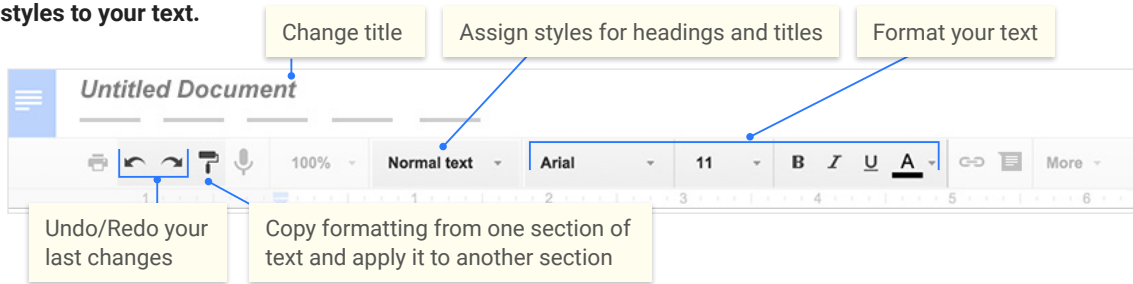 styles to your text.
Change title
Assign styles for headings and titles
Format your text
Untitled Document
100%
Normal text
Arial
11
B I U A
More
1 1 2 3 4 5 6
Undo/Redo your
last changes
Copy formatting from one section of
text and apply it to another section